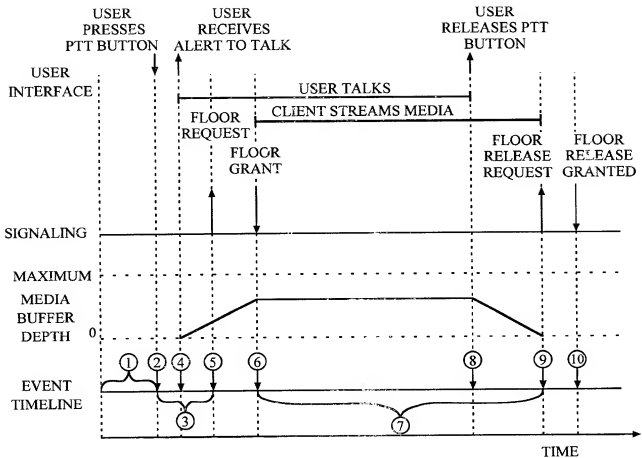 USER
PRESSES
PTT BUTTON
USER
RECEIVES
ALERT TO TALK
USER
RELEASES PTT
BUTTON
USER
INTERFACE
USER TALKS
CLIENT STREAMS MEDIA
FLOOR
REQUEST
FLOOR
GRANT
FLOOR
RELEASE
REQUEST
FLOOR
RELEASE
GRANTED
SIGNALING
MAXIMUM
MEDIA
BUFFER
DEPTH
0
1
2
4
5
6
8
9
10
EVENT
TIMELINE
3
7
TIME